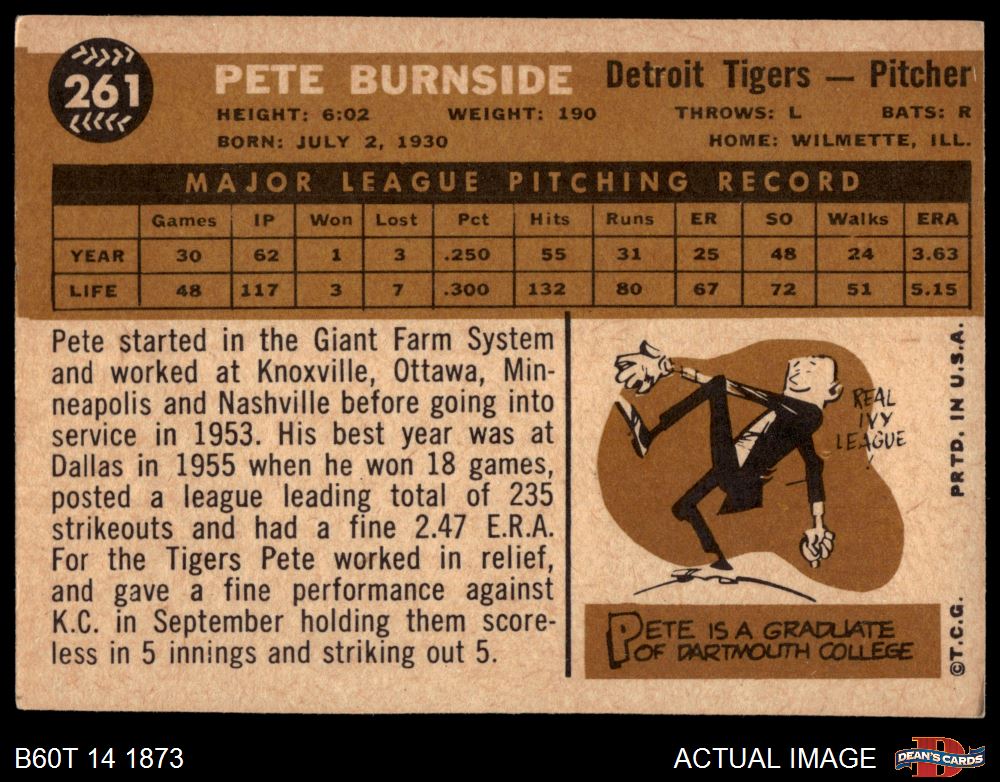 261
PETE BURNSIDE Detroit Tigers — Pitcher
HEIGHT: 6:02 WEIGHT: 190 THROWS: L BATS: R
BORN: JULY 2, 1930 HOME: WILMETTE, ILL.
MAJOR LEAGUE PITCHING RECORD
Games IP Won Lost Pct Hits Runs ER SO Walks ERA
YEAR 30 62 1 3 .250 55 31 25 48 24 3.63
LIFE 48 117 3 7 .300 132 80 67 72 51 5.15
Pete started in the Giant Farm System
and worked at Knoxville, Ottawa, Min-
neapolis and Nashville before going into
service in 1953. His best year was at
Dallas in 1955 when he won 18 games,
posted a league leading total of 235
strikeouts and had a fine 2.47 E.R.A.
For the Tigers Pete worked in relief,
and gave a fine performance against
K.C. in September holding them score-
less in 5 innings and striking out 5.
REAL
IVY
LEAGUE
!
PETE IS A GRADUATE
OF DARTMOUTH COLLEGE
©T.C.G. PRTD. IN U.S.A.
B60T 14 1873 ACTUAL IMAGE D DEAN'S CARDS